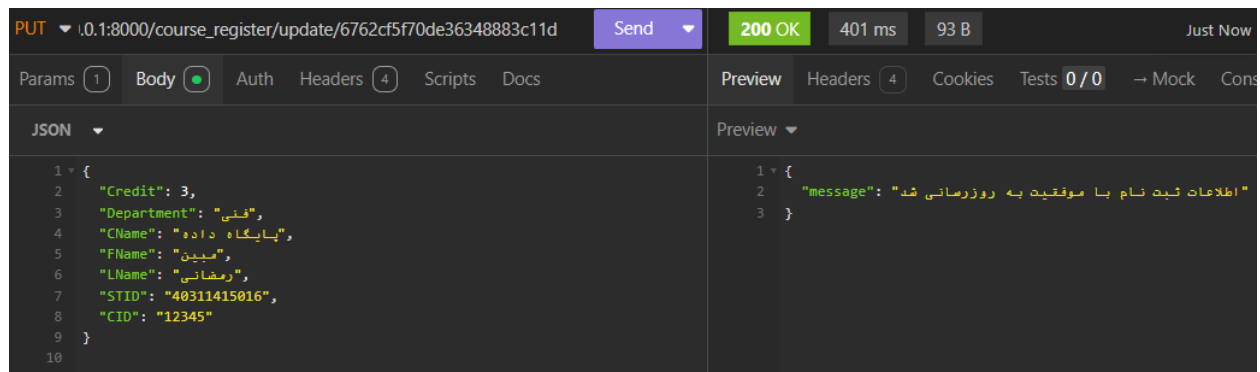 PUT .0.1:8000/course_register/update/6762cf5f70de36348883c11d Send 200 OK 401 ms 93 B Just Now
Params 1 Body Auth Headers 4 Scripts Docs Preview Headers 4 Cookies Tests 0 / 0 → Mock Cons
JSON Preview
1 {
2 "Credit": 3,
3 "Department": "فنی",
4 "CName": "پایگاه داده",
5 "FName": "مبین",
6 "LName": "رمضانی",
7 "STID": "40311415016",
8 "CID": "12345"
9 }
10
1 {
2 "message": "اطلاعات ثبت نام با موفقیت به روزرسانی شد"
3 }